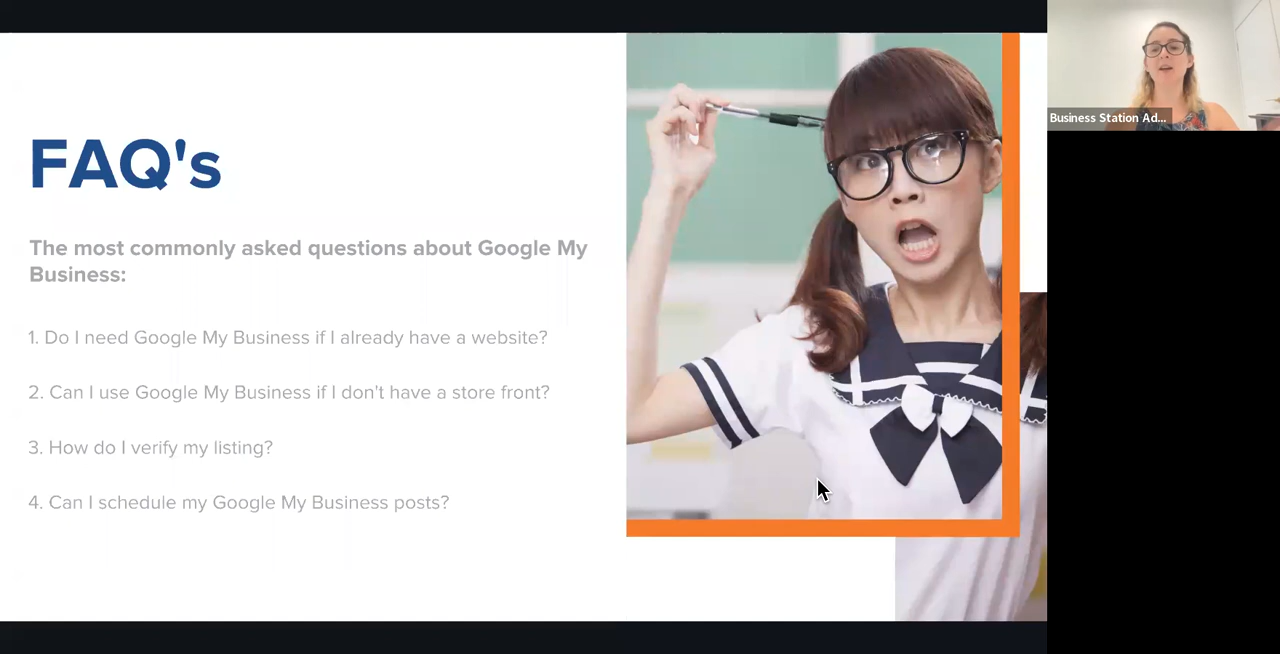 FAQ's
The most commonly asked questions about Google My
Business:
1. Do I need Google My Business if I already have a website?
2. Can I use Google My Business if I don't have a store front?
3. How do I verify my listing?
4. Can I schedule my Google My Business posts?
Business Station Ad...